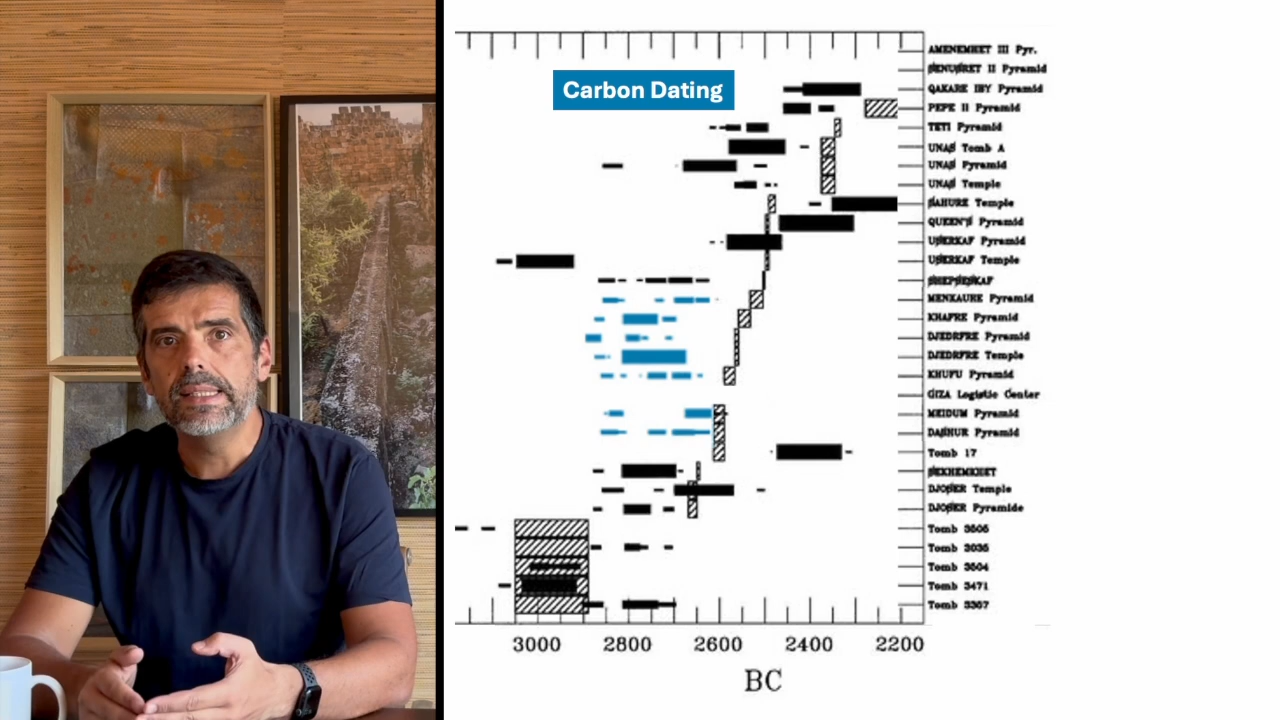 Carbon Dating
AMENEMHET III Pyr.
SENUSRET II Pyramid
QAKARE IBY Pyramid
PEPE II Pyramid
TETI Pyramid
UNAS Tomb A
UNAS Pyramid
UNAS Temple
SAHURE Temple
QUEEN'S Pyramid
USERKAF Pyramid
USERKAF Temple
SHEPSESKAF
MENKAURE Pyramid
KHAFRE Pyramid
DJEDRFRE Pyramid
DJEDRFRE Temple
KHUFU Pyramid
GIZA Logistic Center
MEIDUM Pyramid
DASHUR Pyramid
Tomb 17
SEKHEMKHET
DJOSER Temple
DJOSER Pyramide
Tomb 3505
Tomb 3035
Tomb 3504
Tomb 3471
Tomb 3357
3000 2800 2600 2400 2200
BC